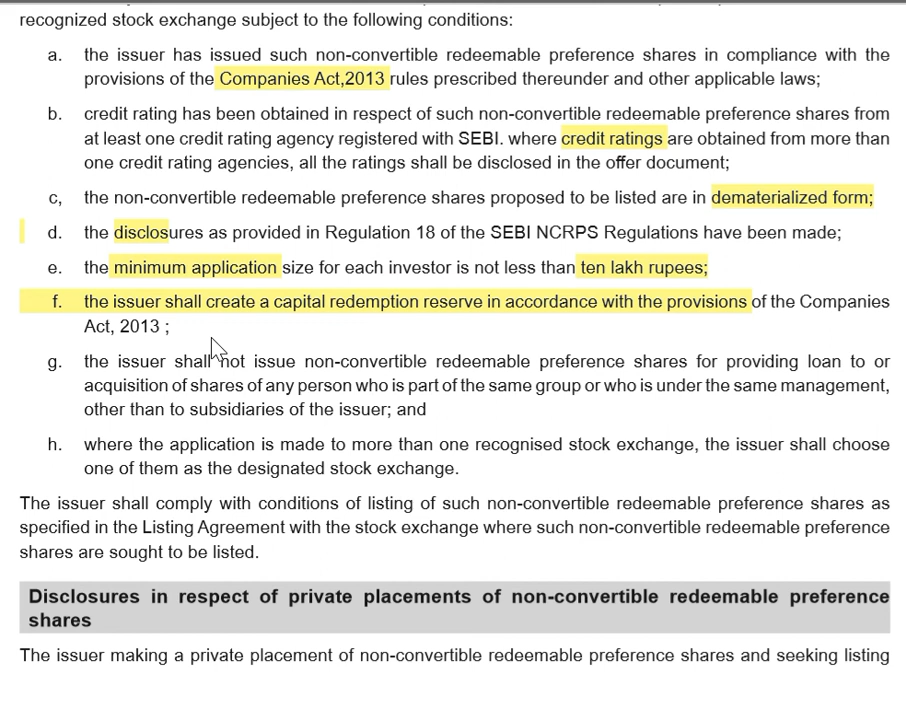 recognized stock exchange subject to the following conditions:
a. the issuer has issued such non-convertible redeemable preference shares in compliance with the
provisions of the Companies Act,2013 rules prescribed thereunder and other applicable laws;
b. credit rating has been obtained in respect of such non-convertible redeemable preference shares from
at least one credit rating agency registered with SEBI. where credit ratings are obtained from more than
one credit rating agencies, all the ratings shall be disclosed in the offer document;
c, the non-convertible redeemable preference shares proposed to be listed are in dematerialized form;
d. the disclosures as provided in Regulation 18 of the SEBI NCRPS Regulations have been made;
e. the minimum application size for each investor is not less than ten lakh rupees;
f. the issuer shall create a capital redemption reserve in accordance with the provisions of the Companies
Act, 2013 ;
g. the issuer shall not issue non-convertible redeemable preference shares for providing loan to or
acquisition of shares of any person who is part of the same group or who is under the same management,
other than to subsidiaries of the issuer; and
h. where the application is made to more than one recognised stock exchange, the issuer shall choose
one of them as the designated stock exchange.
The issuer shall comply with conditions of listing of such non-convertible redeemable preference shares as
specified in the Listing Agreement with the stock exchange where such non-convertible redeemable preference
shares are sought to be listed.
Disclosures in respect of private placements of non-convertible redeemable preference
shares
The issuer making a private placement of non-convertible redeemable preference shares and seeking listing